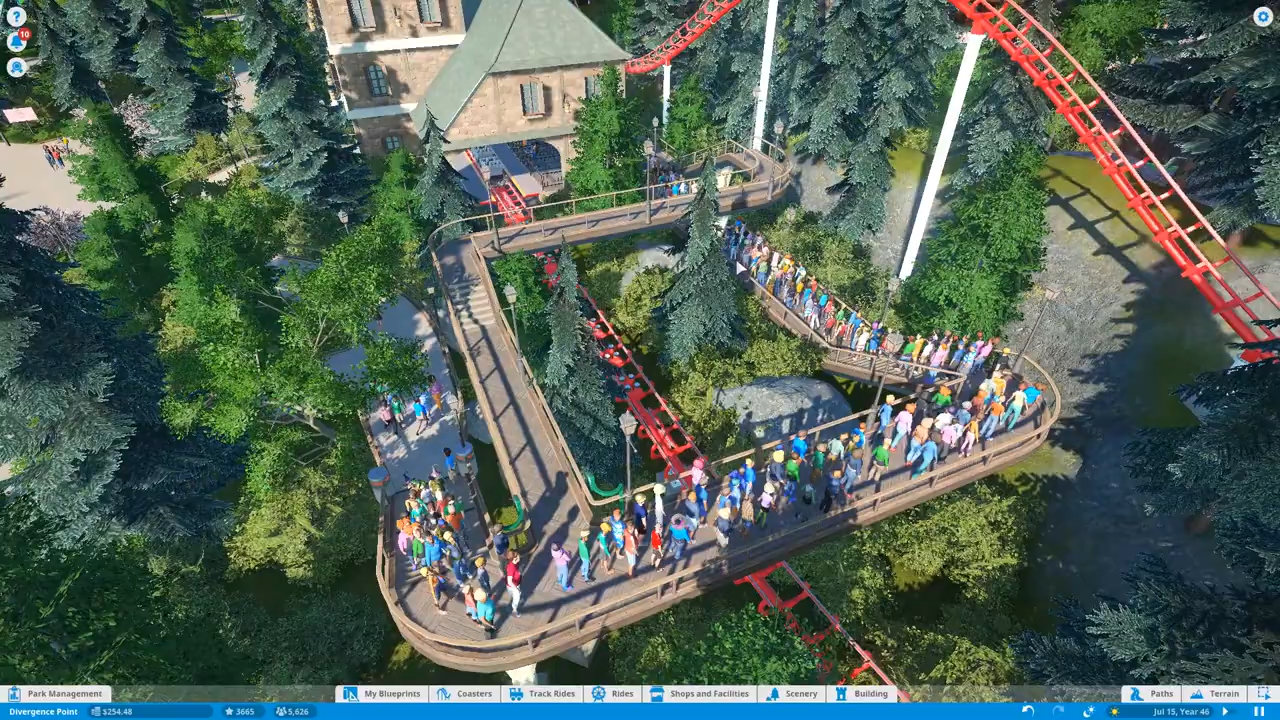 ?
10
Park Management
My Blueprints
Coasters
Track Rides
Rides
Shops and Facilities
Scenery
Building
Paths
Terrain
Divergence Point
$254.48
3665
5,626
Jul 15, Year 46